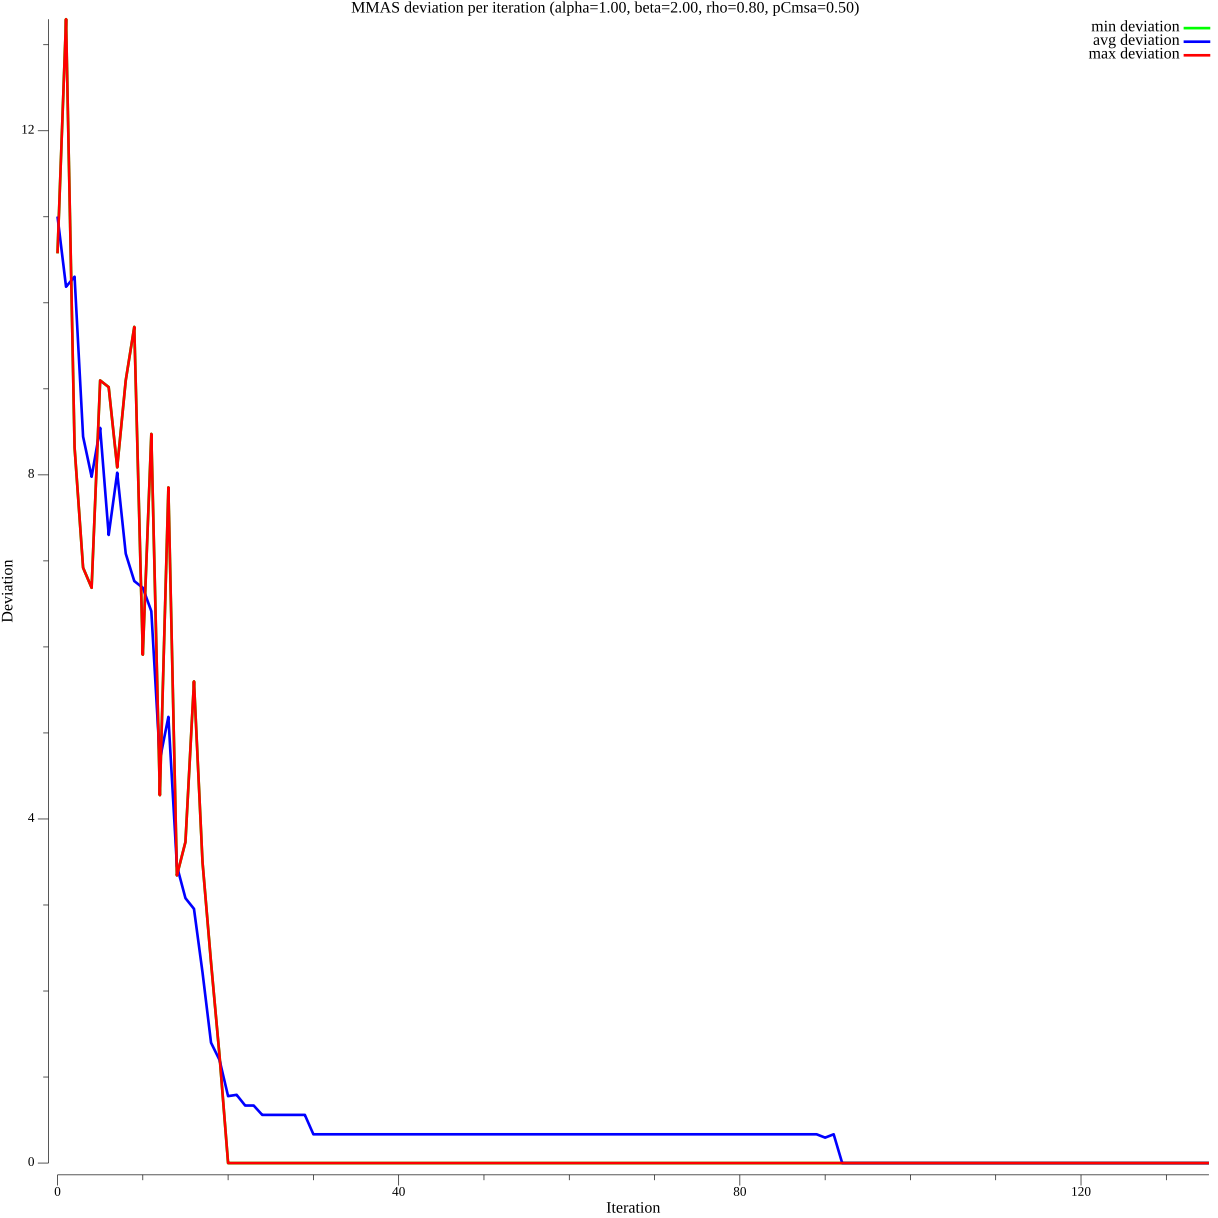 MMAS deviation per iteration (alpha=1.00, beta=2.00, rho=0.80, pCmsa=0.50)
min deviation
avg deviation
max deviation
12
8
4
0
Deviation
0 40 80 120
Iteration